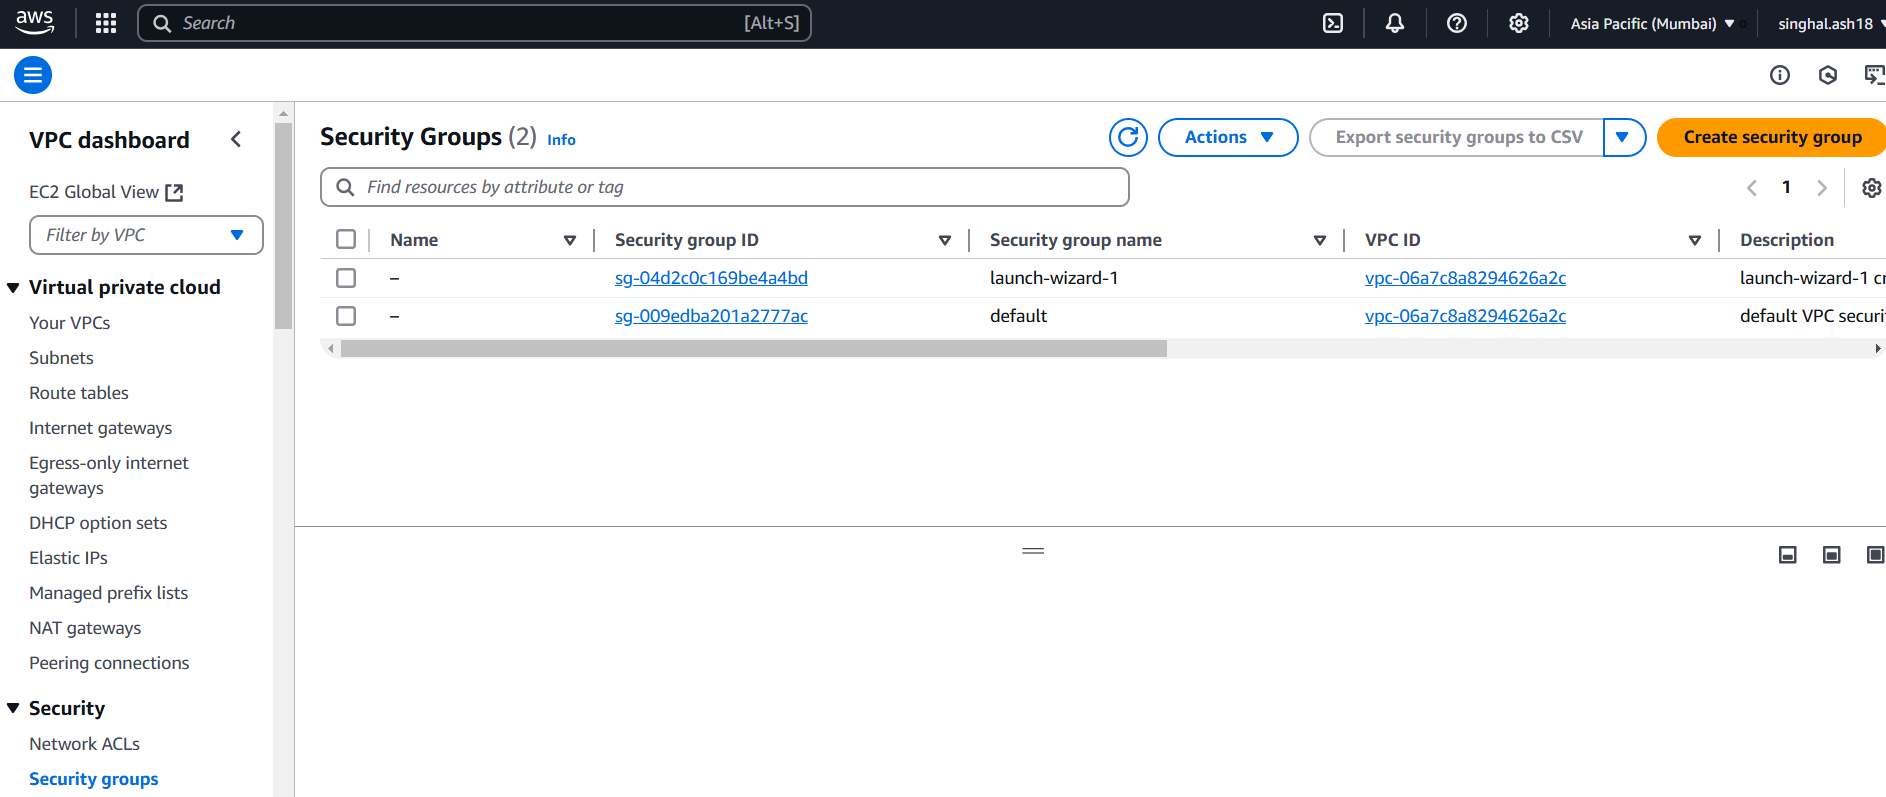 aws
Search [Alt+S]
Asia Pacific (Mumbai)
singhal.ash18
VPC dashboard
EC2 Global View
Filter by VPC
Virtual private cloud
Your VPCs
Subnets
Route tables
Internet gateways
Egress-only internet
gateways
DHCP option sets
Elastic IPs
Managed prefix lists
NAT gateways
Peering connections
Security
Network ACLs
Security groups
Security Groups (2) Info
Actions
Export security groups to CSV
Create security group
Find resources by attribute or tag
1
Name Security group ID Security group name VPC ID Description
– sg-04d2c0c169be4a4bd launch-wizard-1 vpc-06a7c8a8294626a2c launch-wizard-1 cr
– sg-009edba201a2777ac default vpc-06a7c8a8294626a2c default VPC securi